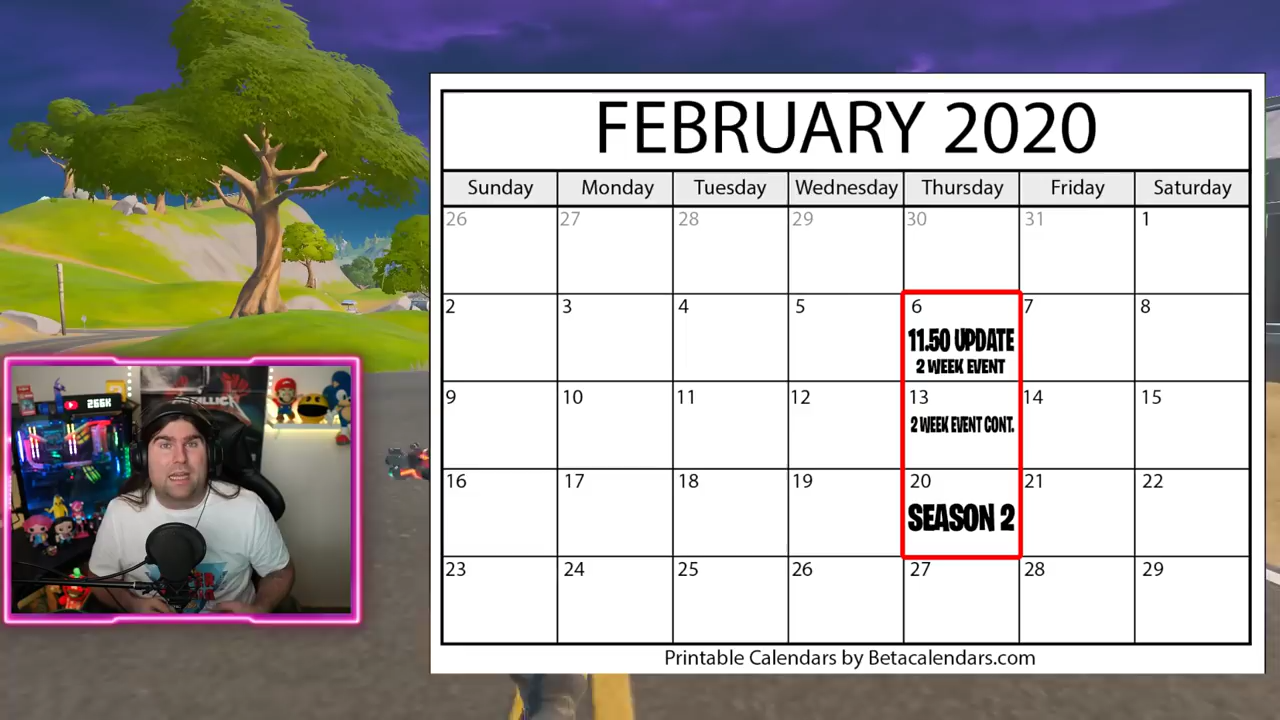 FEBRUARY 2020
Sunday Monday Tuesday Wednesday Thursday Friday Saturday
26 27 28 29 30 31 1
2 3 4 5 6 7 8
11.50 UPDATE
2 WEEK EVENT
9 10 11 12 13 14 15
2 WEEK EVENT CONT.
16 17 18 19 20 21 22
SEASON 2
23 24 25 26 27 28 29
Printable Calendars by Betacalendars.com
266K
METALLICA